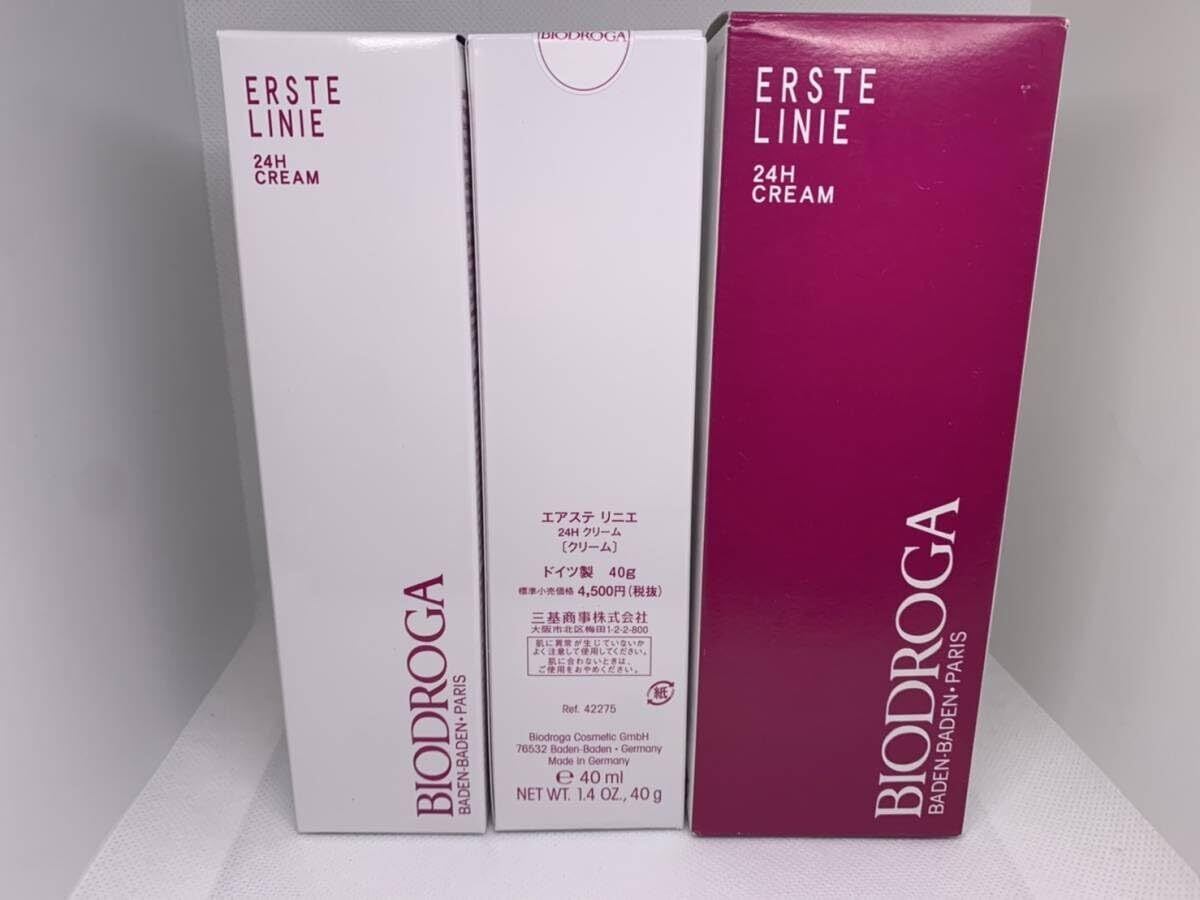 ERSTE
LINIE
24H
CREAM
BIODROGA
BADEN-BADEN・PARIS
BIODROGA
エアステ リニエ
24H クリーム
〔クリーム〕
ドイツ製 40g
標準小売価格 4,500円(税抜)
三基商事株式会社
大阪市北区梅田1-2-2-800
肌に異常が生じていないか
よく注意して使用してください。
肌に合わないときは、
ご使用をおやめください。
紙
Ref. 42275
Biodroga Cosmetic GmbH
76532 Baden-Baden • Germany
Made in Germany
e 40 ml
NET WT. 1.4 OZ., 40 g
ERSTE
LINIE
24H
CREAM
BIODROGA
BADEN-BADEN・PARIS